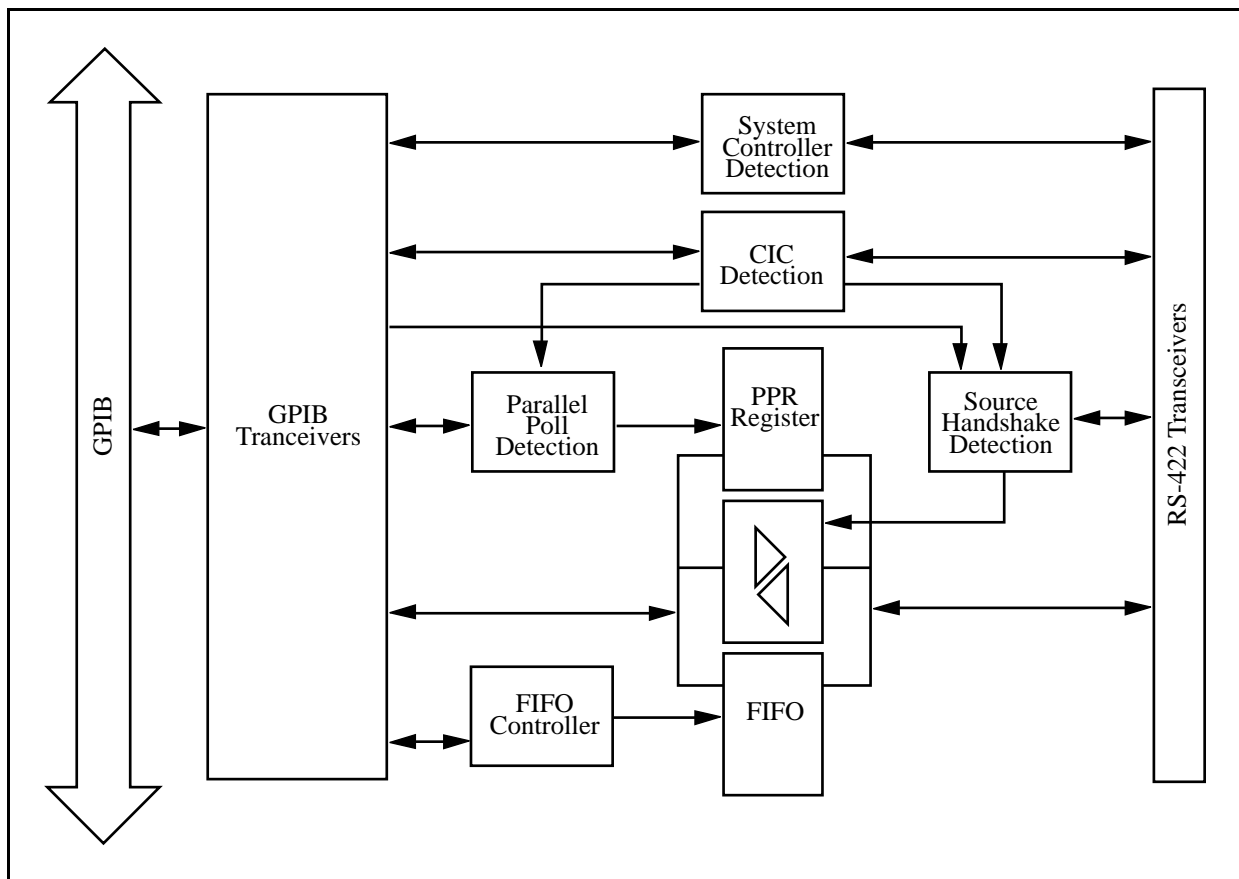 System
Controller
Detection
CIC
Detection
GPIB
GPIB
Tranceivers
Parallel
Poll
Detection
PPR
Register
Source
Handshake
Detection
RS-422 Transceivers
FIFO
Controller
FIFO